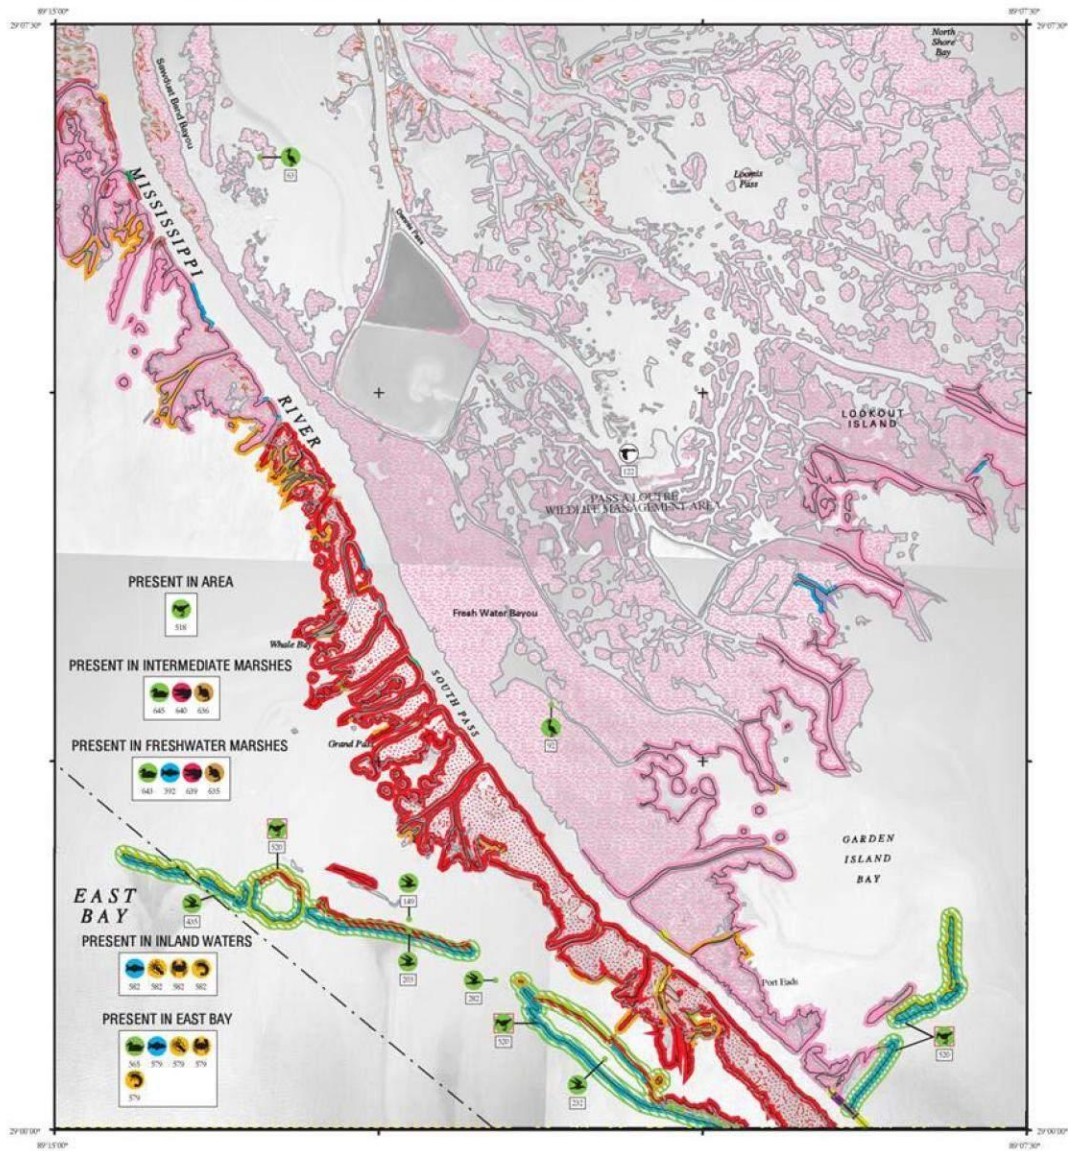 89°15'00"
89°07'30"
29°07'30"
29°07'30"
North
Shore
Bay
Sawdust Bend Bayou
63
Loomis
Pass
MISSISSIPPI
Dennis Pass
RIVER
LOOKOUT
ISLAND
122
PASS A LOUTRE
WILDLIFE MANAGEMENT AREA
PRESENT IN AREA
518
Fresh Water Bayou
Whale Bay
PRESENT IN INTERMEDIATE MARSHES
645 640 636
SOUTH PASS
92
Grand Pass
PRESENT IN FRESHWATER MARSHES
643 592 639 635
520
GARDEN
ISLAND
BAY
EAST
BAY
149
435
PRESENT IN INLAND WATERS
582 582 582 582
203
282
Port Eads
PRESENT IN EAST BAY
565 579 579 579
579
520
520
232
29°00'00"
29°00'00"
89°15'00"
89°07'30"